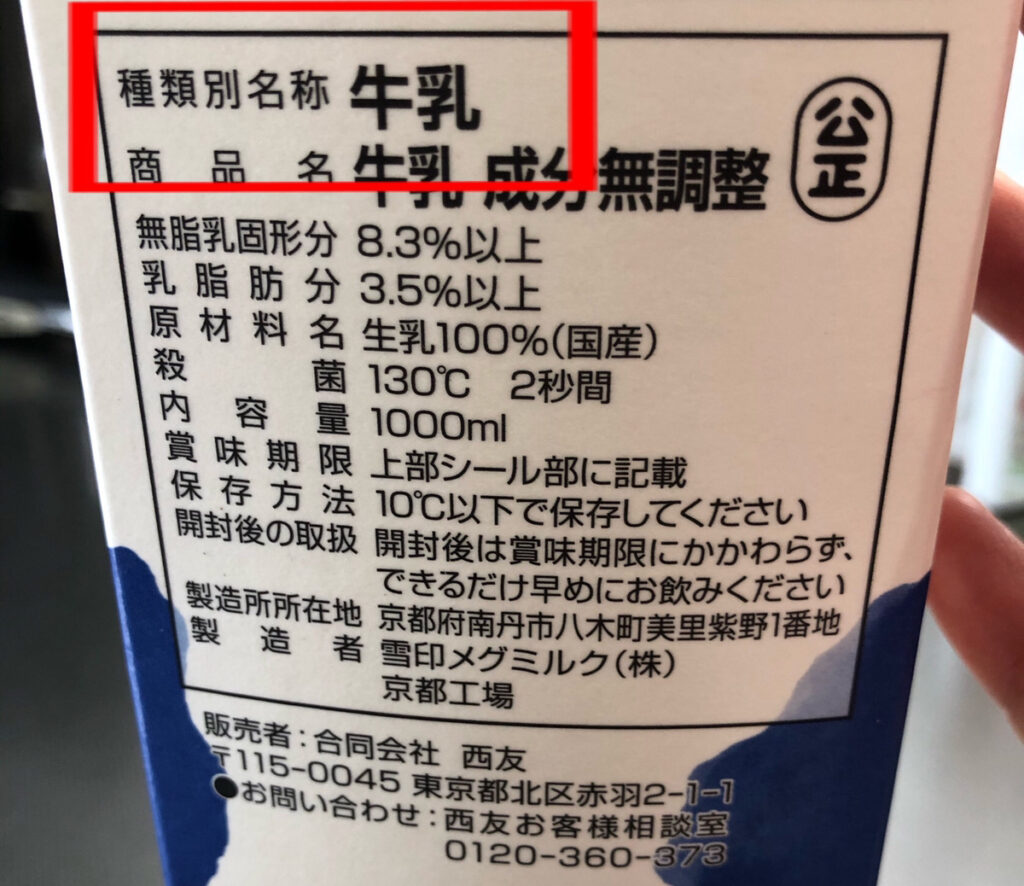 種類別名称 牛乳
商品名 牛乳 成分無調整
公正
無脂乳固形分 8.3%以上
乳脂肪分 3.5%以上
原材料名 生乳100%(国産)
殺菌 130℃ 2秒間
内容量 1000ml
賞味期限 上部シール部に記載
保存方法 10℃以下で保存してください
開封後の取扱 開封後は賞味期限にかかわらず、
できるだけ早めにお飲みください
製造所所在地 京都府南丹市八木町美里紫野1番地
製造者 雪印メグミルク(株)
京都工場
販売者:合同会社 西友
〒115-0045 東京都北区赤羽2-1-1
●お問い合わせ:西友お客様相談室
0120-360-373